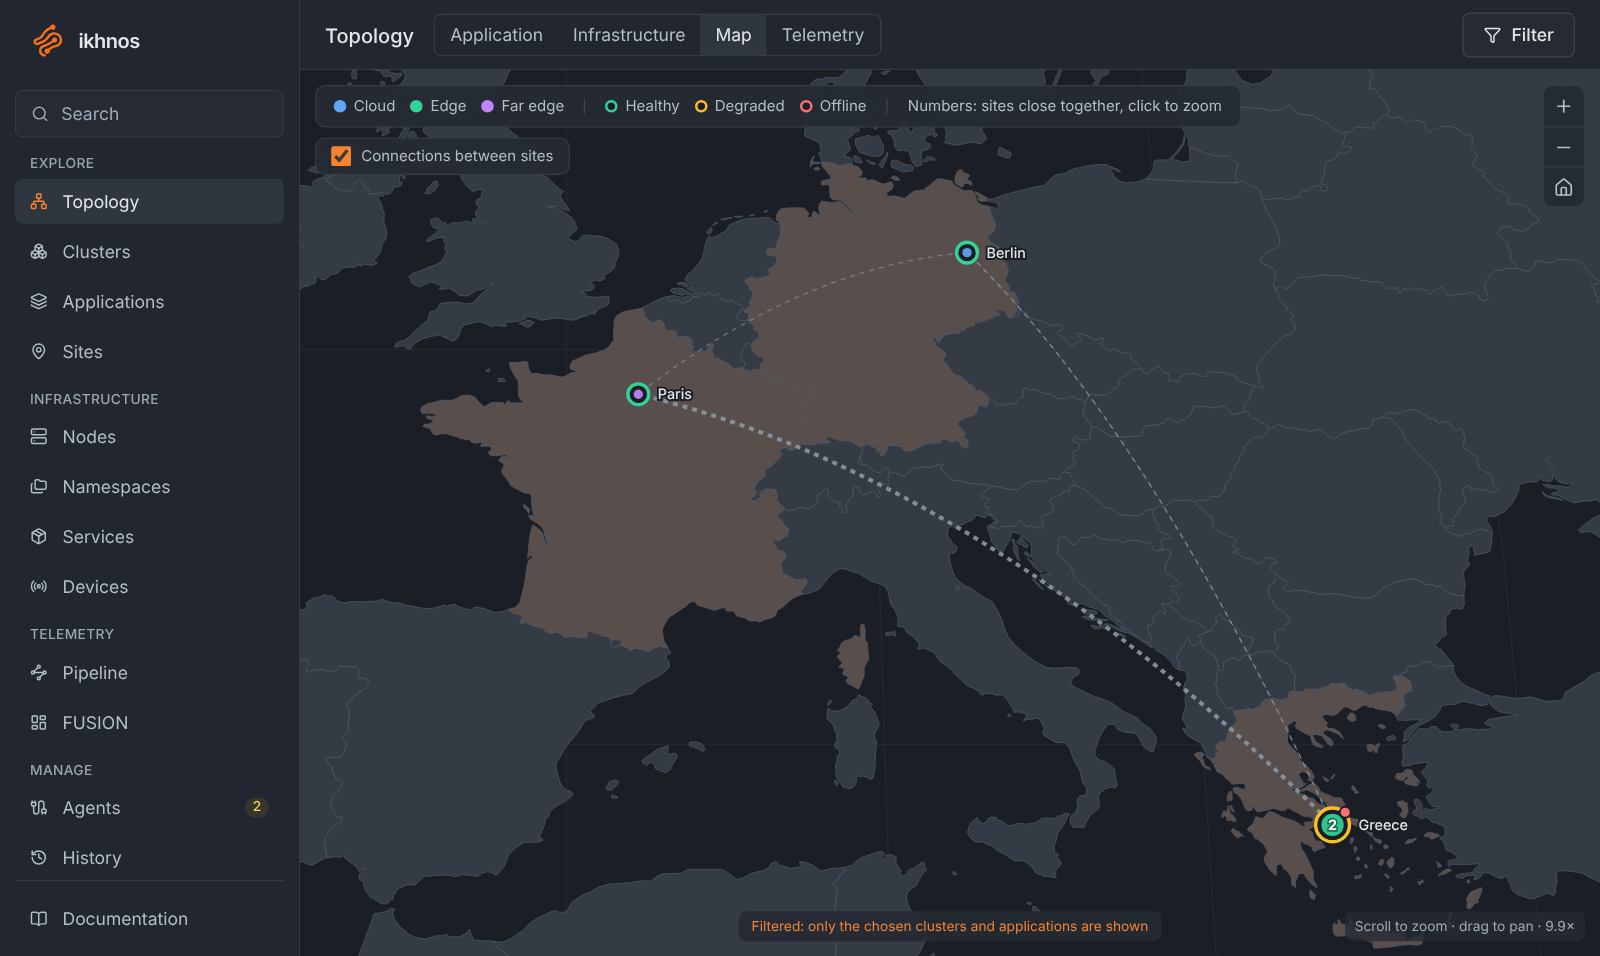 ikhnos
Search
EXPLORE
Topology
Clusters
Applications
Sites
INFRASTRUCTURE
Nodes
Namespaces
Services
Devices
TELEMETRY
Pipeline
FUSION
MANAGE
Agents 2
History
Documentation
Topology Application Infrastructure Map Telemetry Filter
Cloud Edge Far edge | Healthy Degraded Offline | Numbers: sites close together, click to zoom
Connections between sites
Berlin
Paris
2 Greece
Filtered: only the chosen clusters and applications are shown
Scroll to zoom · drag to pan · 9.9×